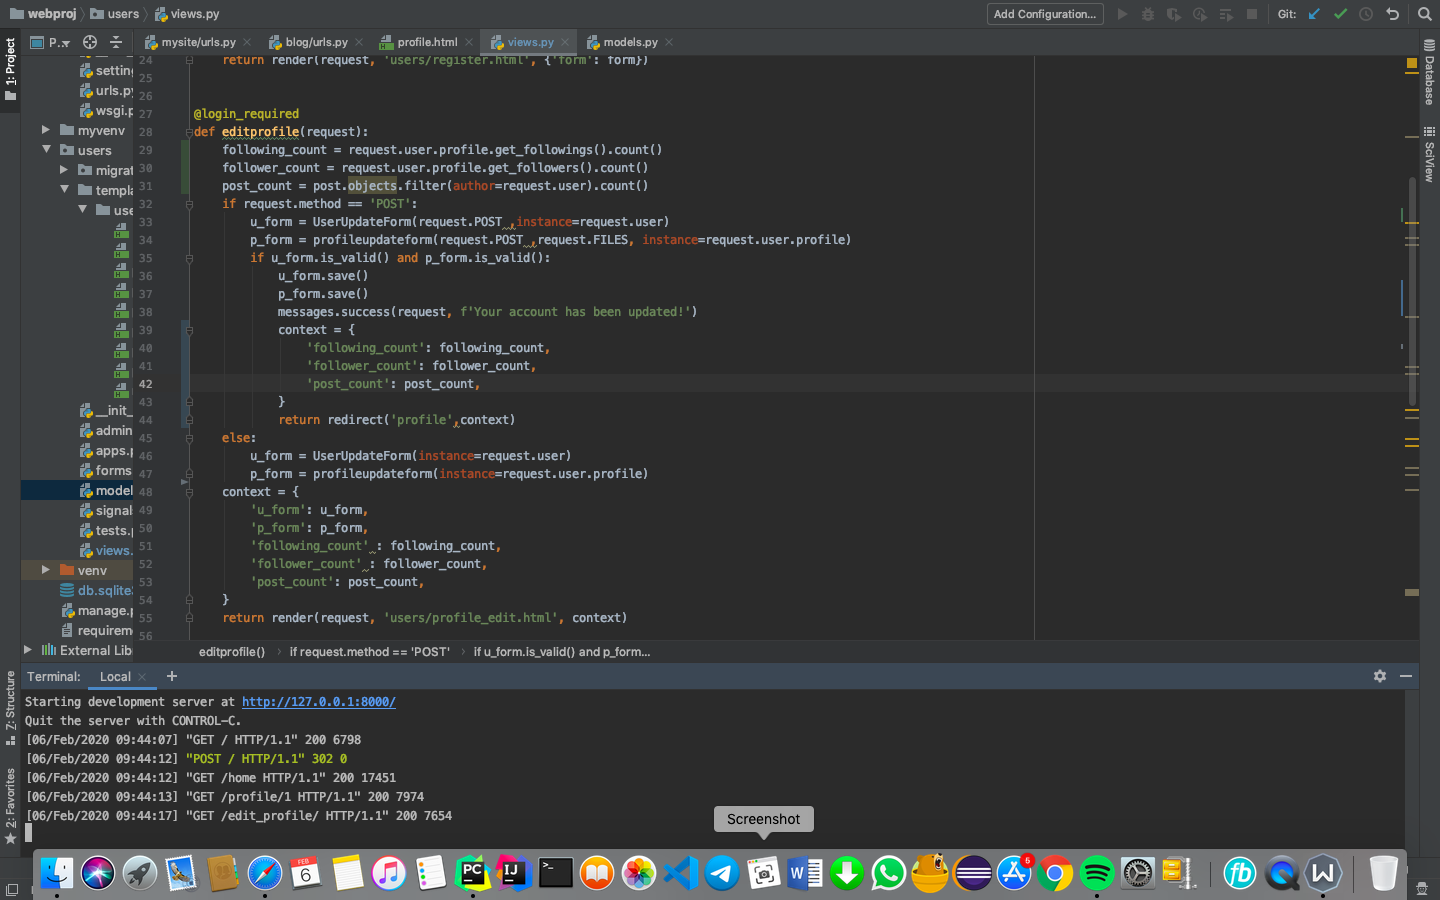 webproj
users
views.py
Add Configuration...
Git:
1: Project
P..
mysite/urls.py
blog/urls.py
profile.html
views.py
models.py
settin
urls.py
wsgi.p
myvenv
users
migrat
templa
use
H
H
H
H
H
H
H
H
H
__init_
admin
apps.p
forms
model
signal
tests.p
views.
venv
db.sqlite
manage.p
requirem
External Lib
24 return render(request, 'users/register.html', {'form': form})
25
26
27 @login_required
28 def editprofile(request):
29 following_count = request.user.profile.get_followings().count()
30 follower_count = request.user.profile.get_followers().count()
31 post_count = post.objects.filter(author=request.user).count()
32 if request.method == 'POST':
33 u_form = UserUpdateForm(request.POST ,instance=request.user)
34 p_form = profileupdateform(request.POST ,request.FILES, instance=request.user.profile)
35 if u_form.is_valid() and p_form.is_valid():
36 u_form.save()
37 p_form.save()
38 messages.success(request, f'Your account has been updated!')
39 context = {
40 'following_count': following_count,
41 'follower_count': follower_count,
42 'post_count': post_count,
43 }
44 return redirect('profile',context)
45 else:
46 u_form = UserUpdateForm(instance=request.user)
47 p_form = profileupdateform(instance=request.user.profile)
48 context = {
49 'u_form': u_form,
50 'p_form': p_form,
51 'following_count' : following_count,
52 'follower_count' : follower_count,
53 'post_count': post_count,
54 }
55 return render(request, 'users/profile_edit.html', context)
56
editprofile()
if request.method == 'POST'
if u_form.is_valid() and p_form...
Database
SciView
Z: Structure
2: Favorites
Terminal:
Local
+
Starting development server at http://127.0.0.1:8000/
Quit the server with CONTROL-C.
[06/Feb/2020 09:44:07] "GET / HTTP/1.1" 200 6798
[06/Feb/2020 09:44:12] "POST / HTTP/1.1" 302 0
[06/Feb/2020 09:44:12] "GET /home HTTP/1.1" 200 17451
[06/Feb/2020 09:44:13] "GET /profile/1 HTTP/1.1" 200 7974
[06/Feb/2020 09:44:17] "GET /edit_profile/ HTTP/1.1" 200 7654
Screenshot
FEB
6
PC
IJ
W
6
fb
W